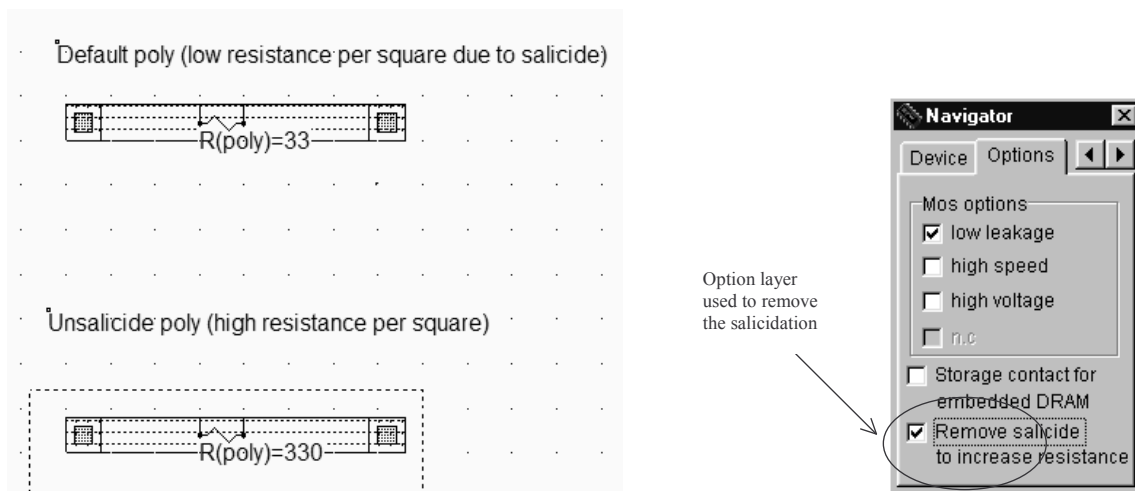 Default poly (low resistance per square due to salicide)
R(poly)=33
Unsalicide poly (high resistance per square)
R(poly)=330
Option layer
used to remove
the salicidation
Navigator
Device Options
Mos options
low leakage
high speed
high voltage
n.c
Storage contact for
embedded DRAM
Remove salicide
to increase resistance